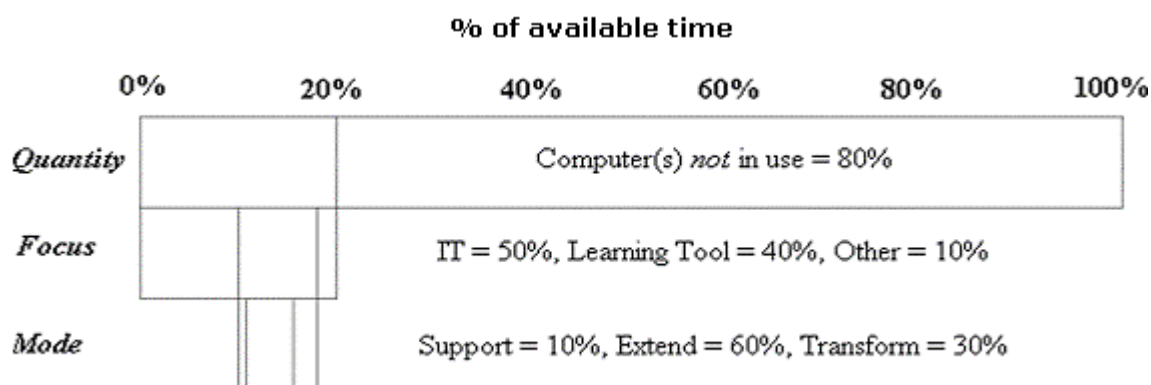 % of available time
0% 20% 40% 60% 80% 100%
Quantity Computer(s) not in use = 80%
Focus IT = 50%, Learning Tool = 40%, Other = 10%
Mode Support = 10%, Extend = 60%, Transform = 30%